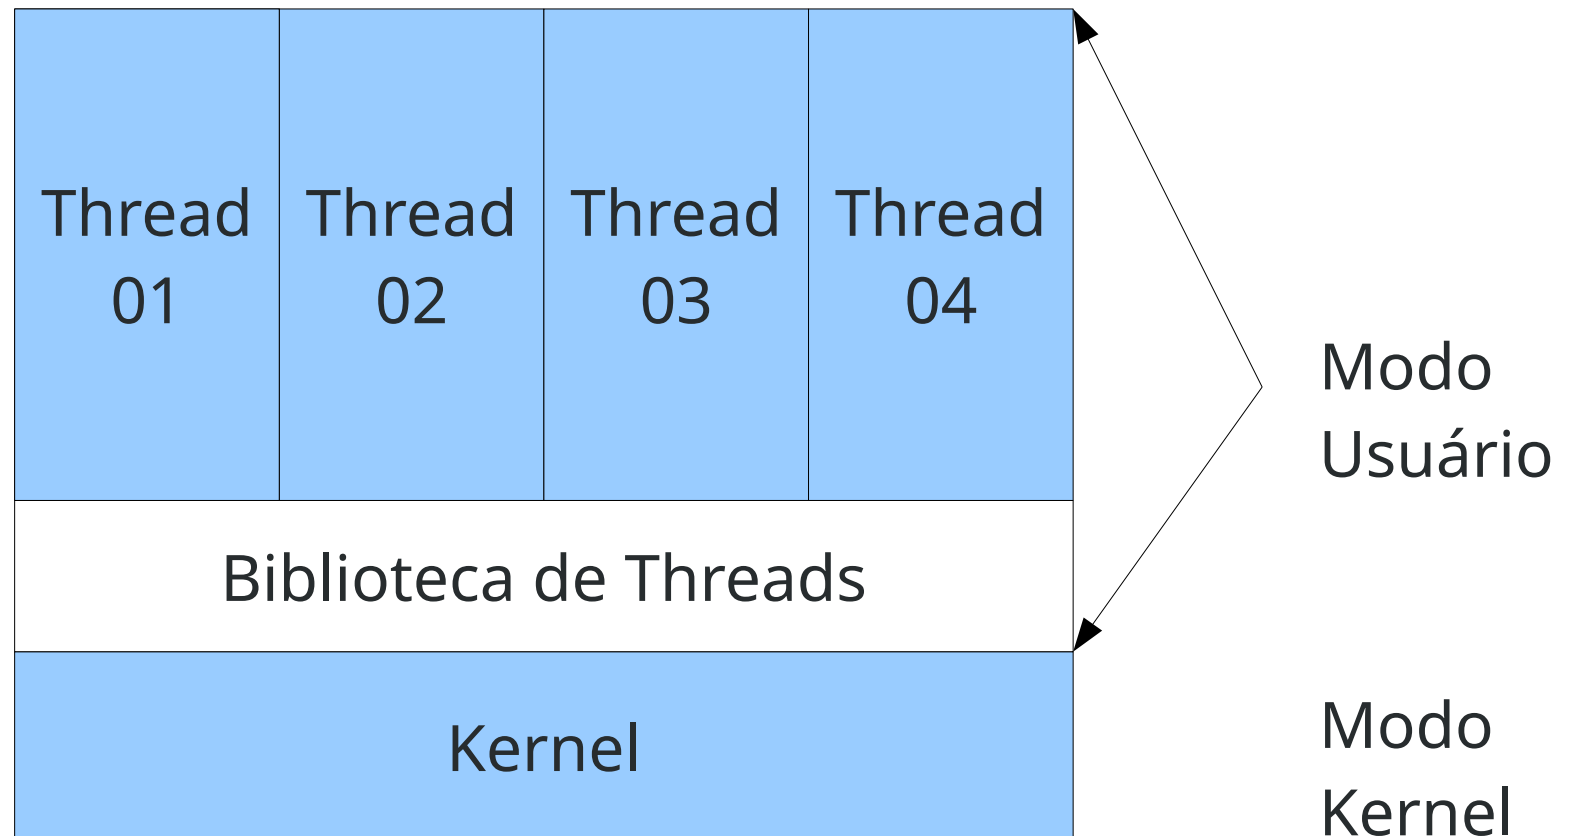 Thread
01
Thread
02
Thread
03
Thread
04
Modo
Usuário
Biblioteca de Threads
Kernel
Modo
Kernel